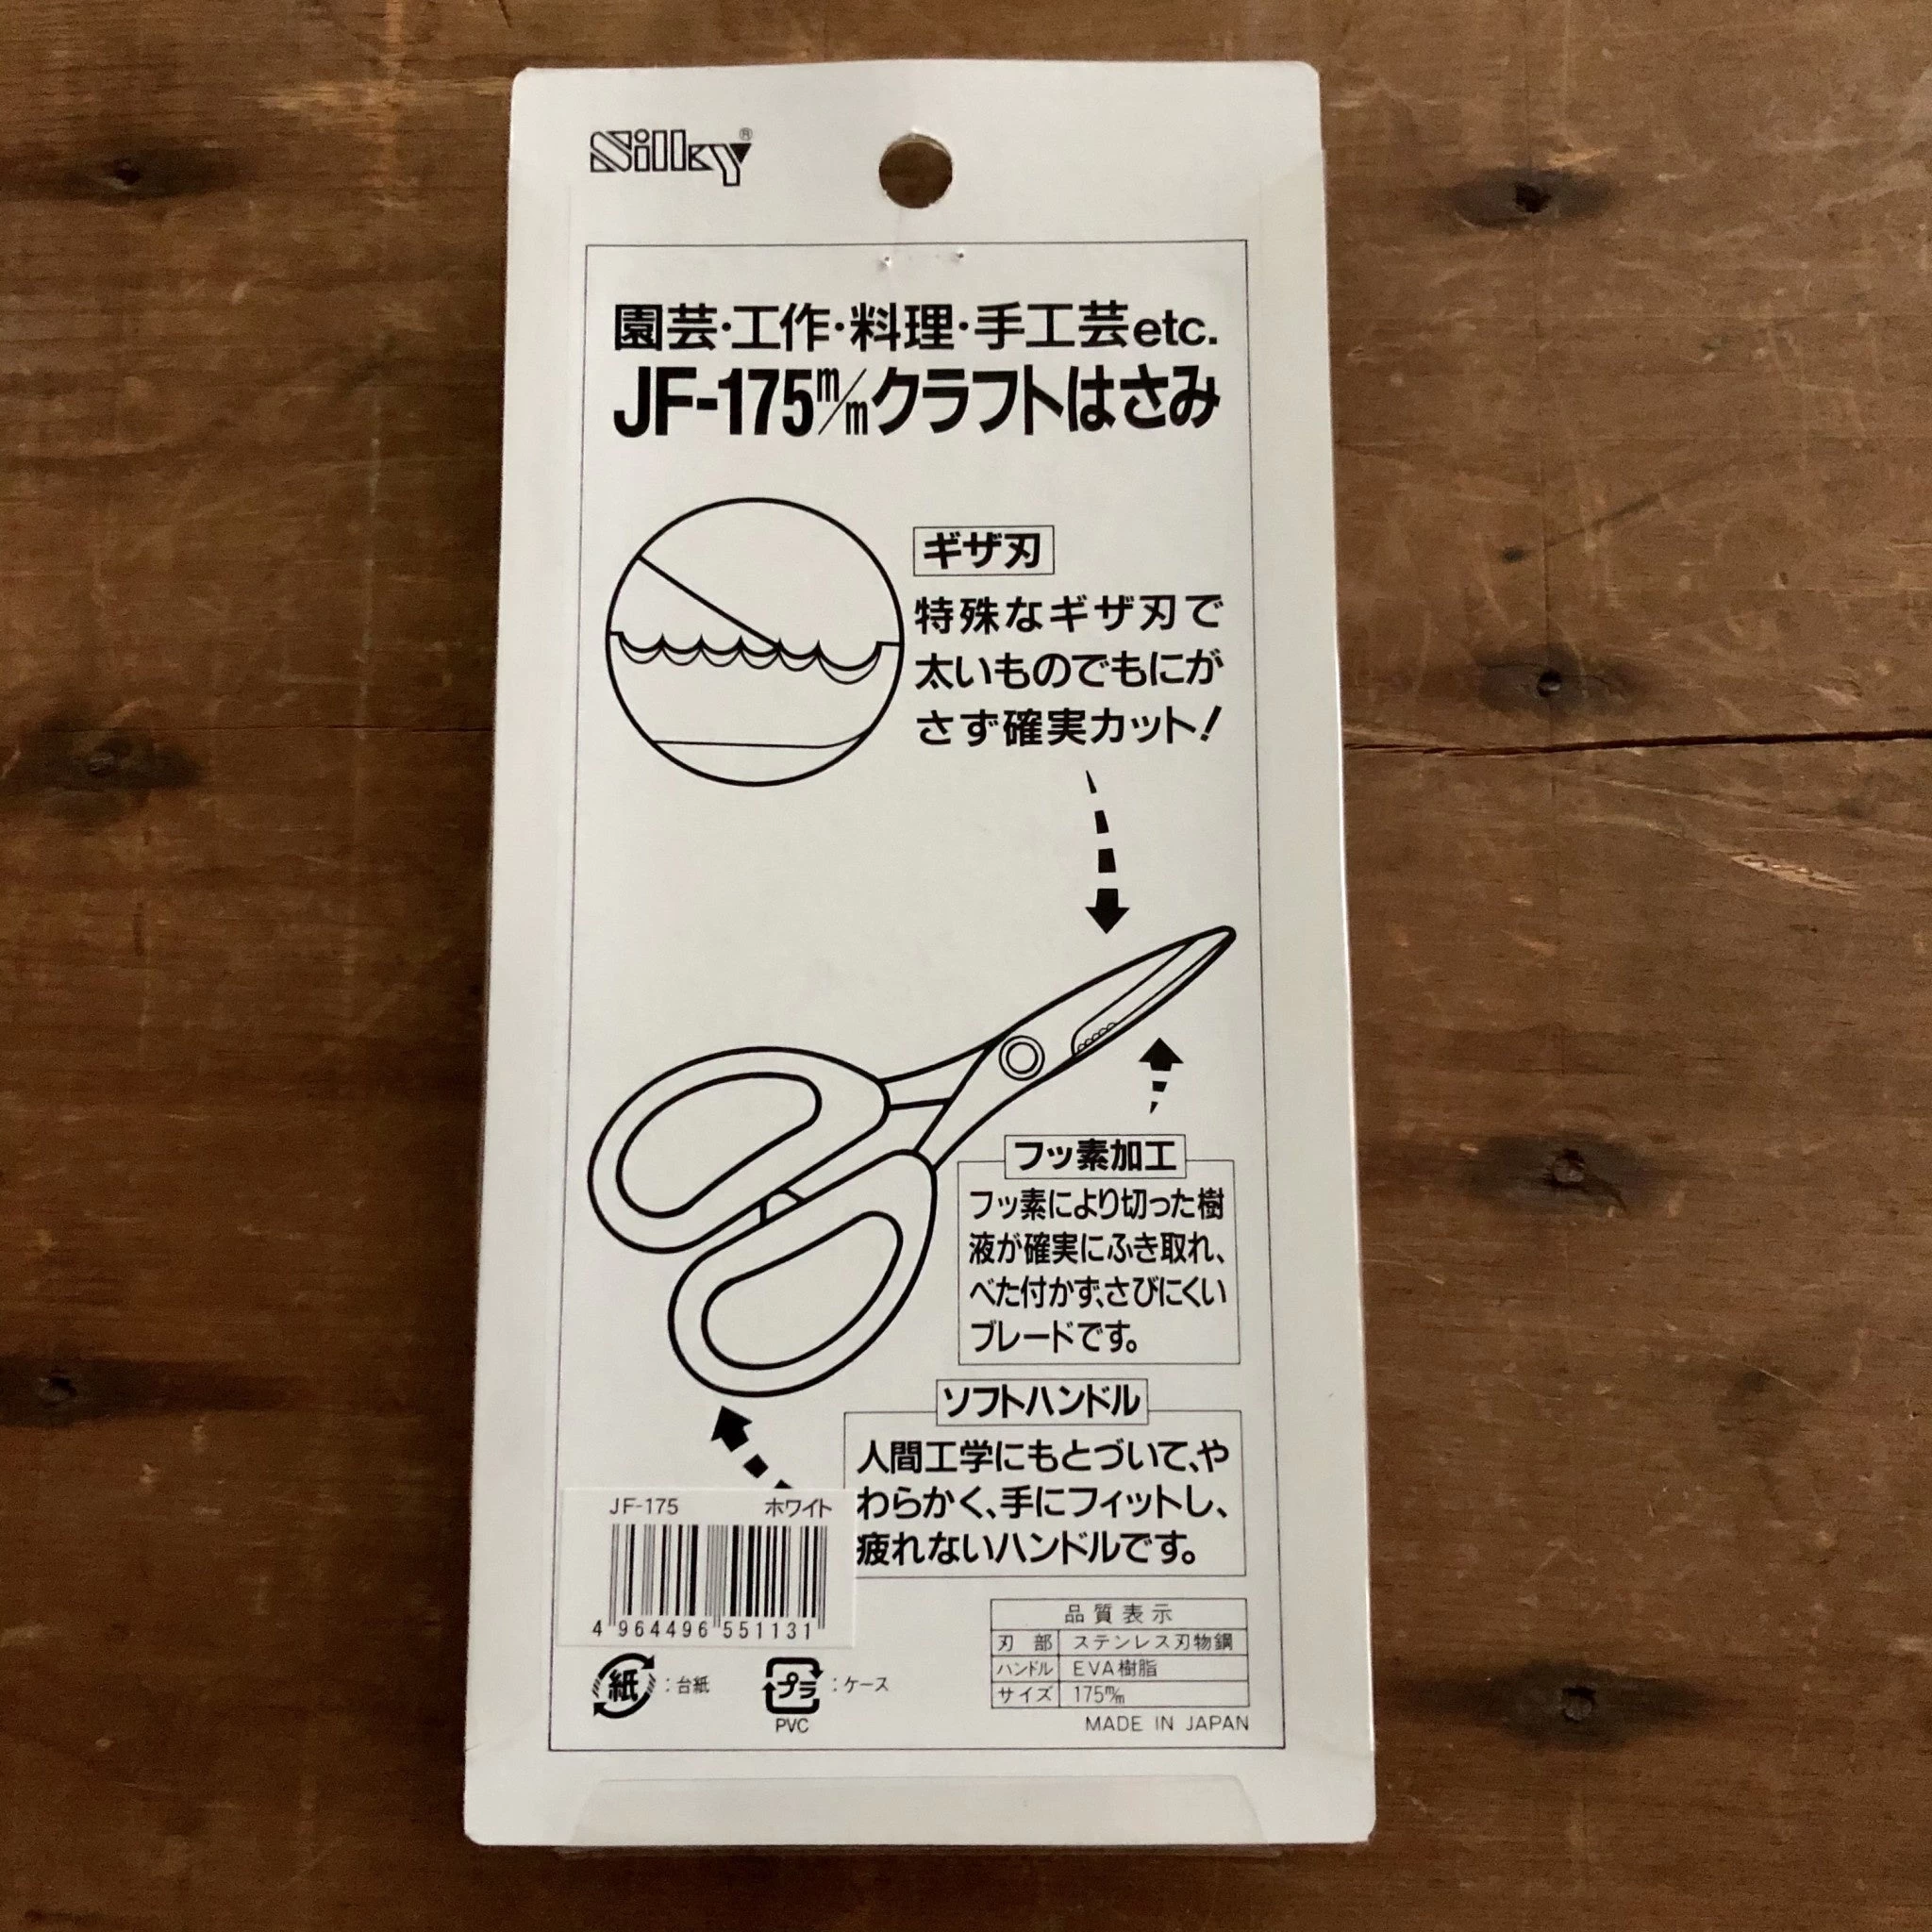 Silky®
園芸・工作・料理・手工芸etc.
JF-175m/mクラフトはさみ
ギザ刃
特殊なギザ刃で
太いものでもにが
さず確実カット!
フッ素加工
フッ素により切った樹
液が確実にふき取れ、
べた付かず、さびにくい
ブレードです。
ソフトハンドル
人間工学にもとづいて、や
わらかく、手にフィットし、
疲れないハンドルです。
JF-175 ホワイト
4 964496 551131
紙:台紙 プラ:ケース
PVC
品質表示
刃部 ステンレス刃物鋼
ハンドル EVA樹脂
サイズ 175m/m
MADE IN JAPAN